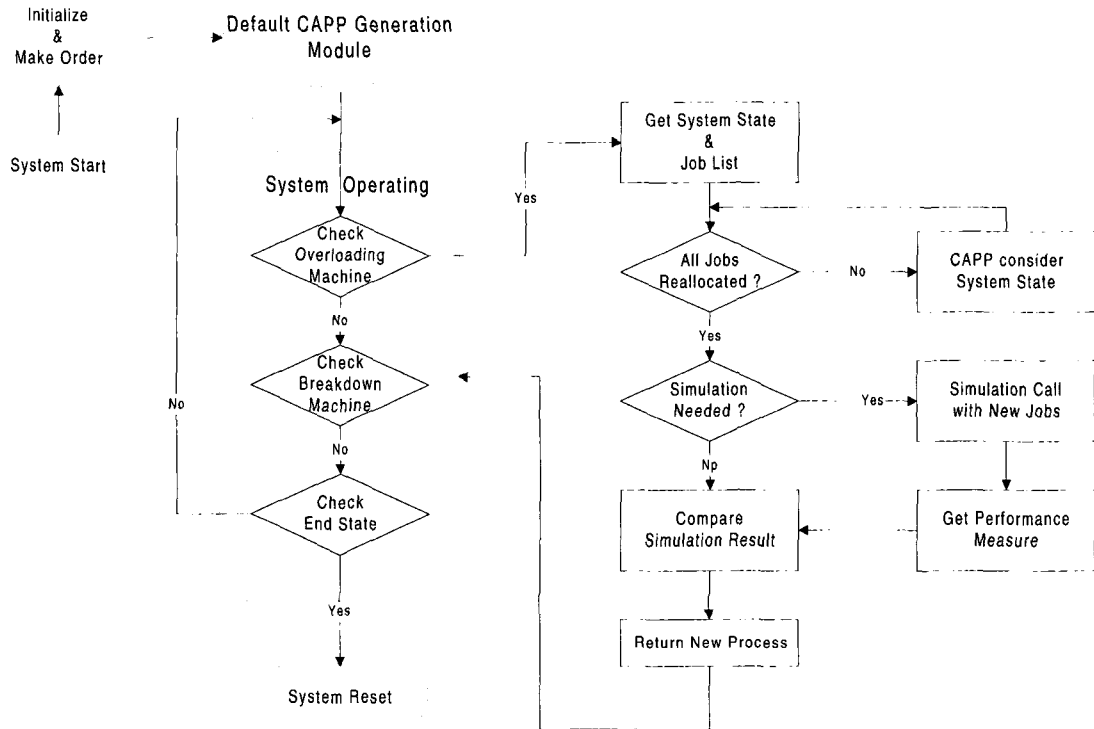 Initialize
&
Make Order
Default CAPP Generation
Module
System Start
System Operating
Check
Overloading
Machine
Yes
No
Check
Breakdown
Machine
No
No
Check
End State
Yes
System Reset
Get System State
&
Job List
All Jobs
Reallocated ?
No
CAPP consider
System State
Yes
Simulation
Needed ?
Yes
Simulation Call
with New Jobs
Np
Compare
Simulation Result
Get Performance
Measure
Return New Process